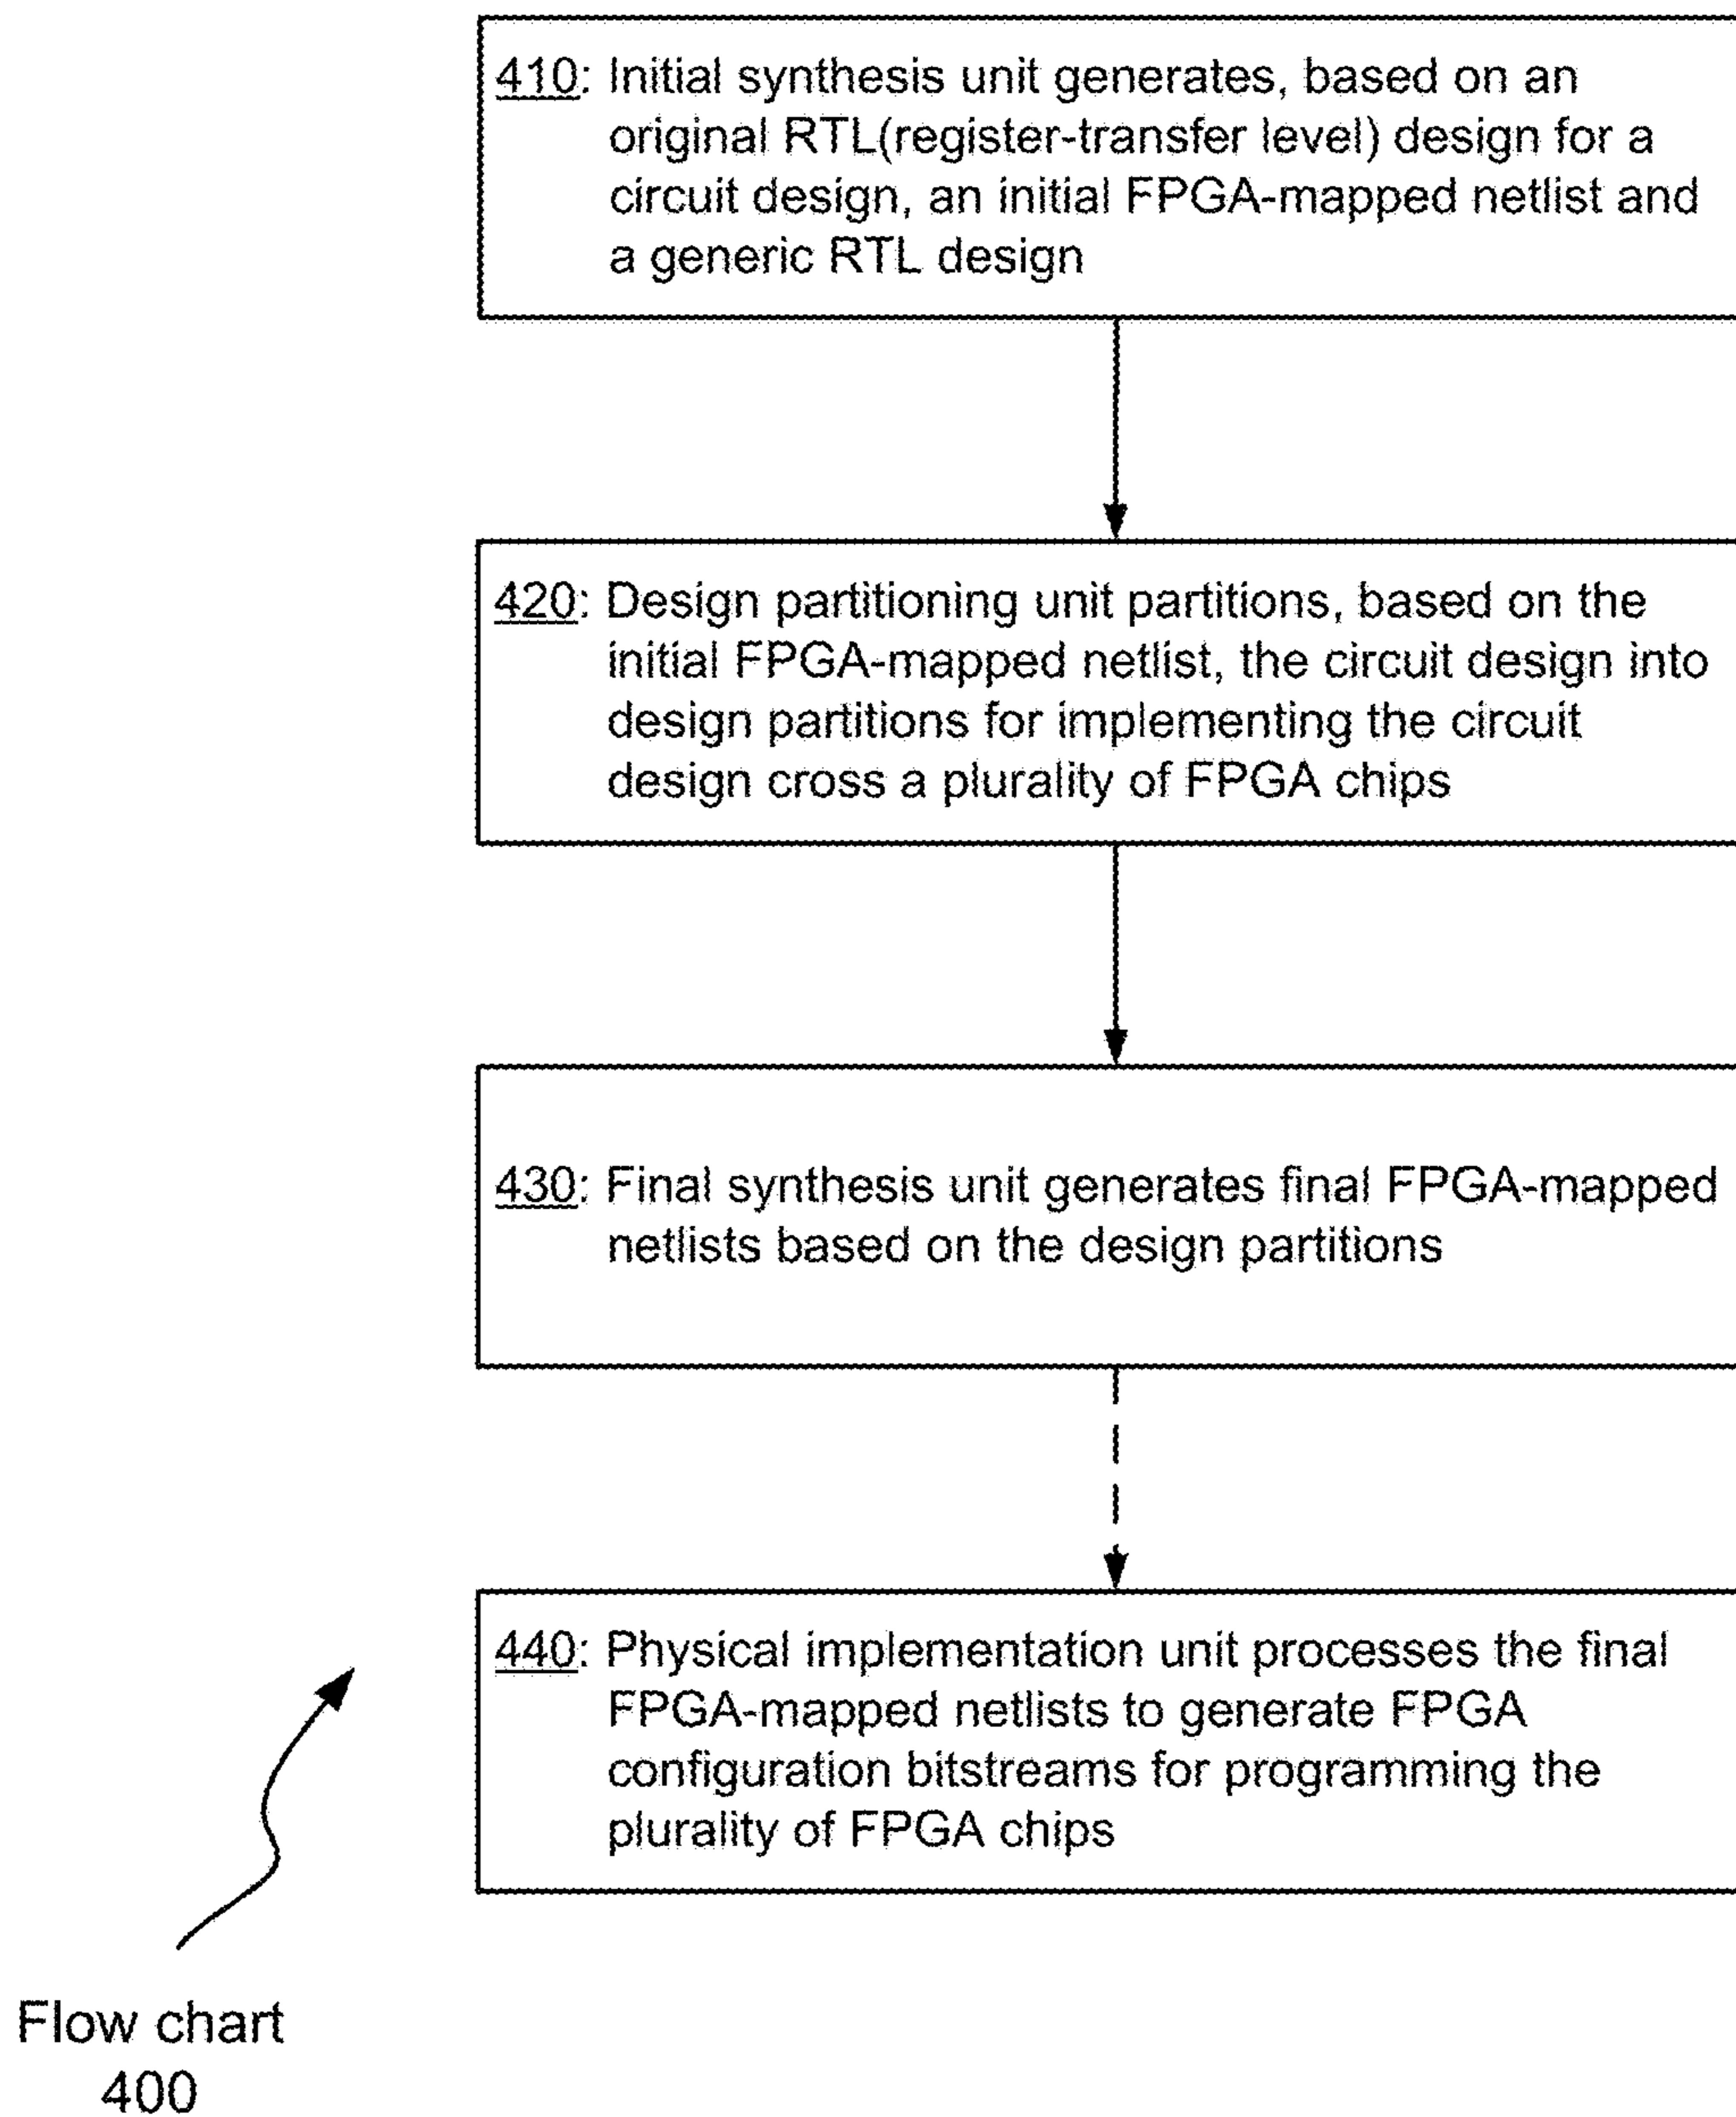 410: Initial synthesis unit generates, based on an
original RTL(register-transfer level) design for a
circuit design, an initial FPGA-mapped netlist and
a generic RTL design
420: Design partitioning unit partitions, based on the
initial FPGA-mapped netlist, the circuit design into
design partitions for implementing the circuit
design cross a plurality of FPGA chips
430: Final synthesis unit generates final FPGA-mapped
netlists based on the design partitions
440: Physical implementation unit processes the final
FPGA-mapped netlists to generate FPGA
configuration bitstreams for programming the
plurality of FPGA chips
Flow chart
400